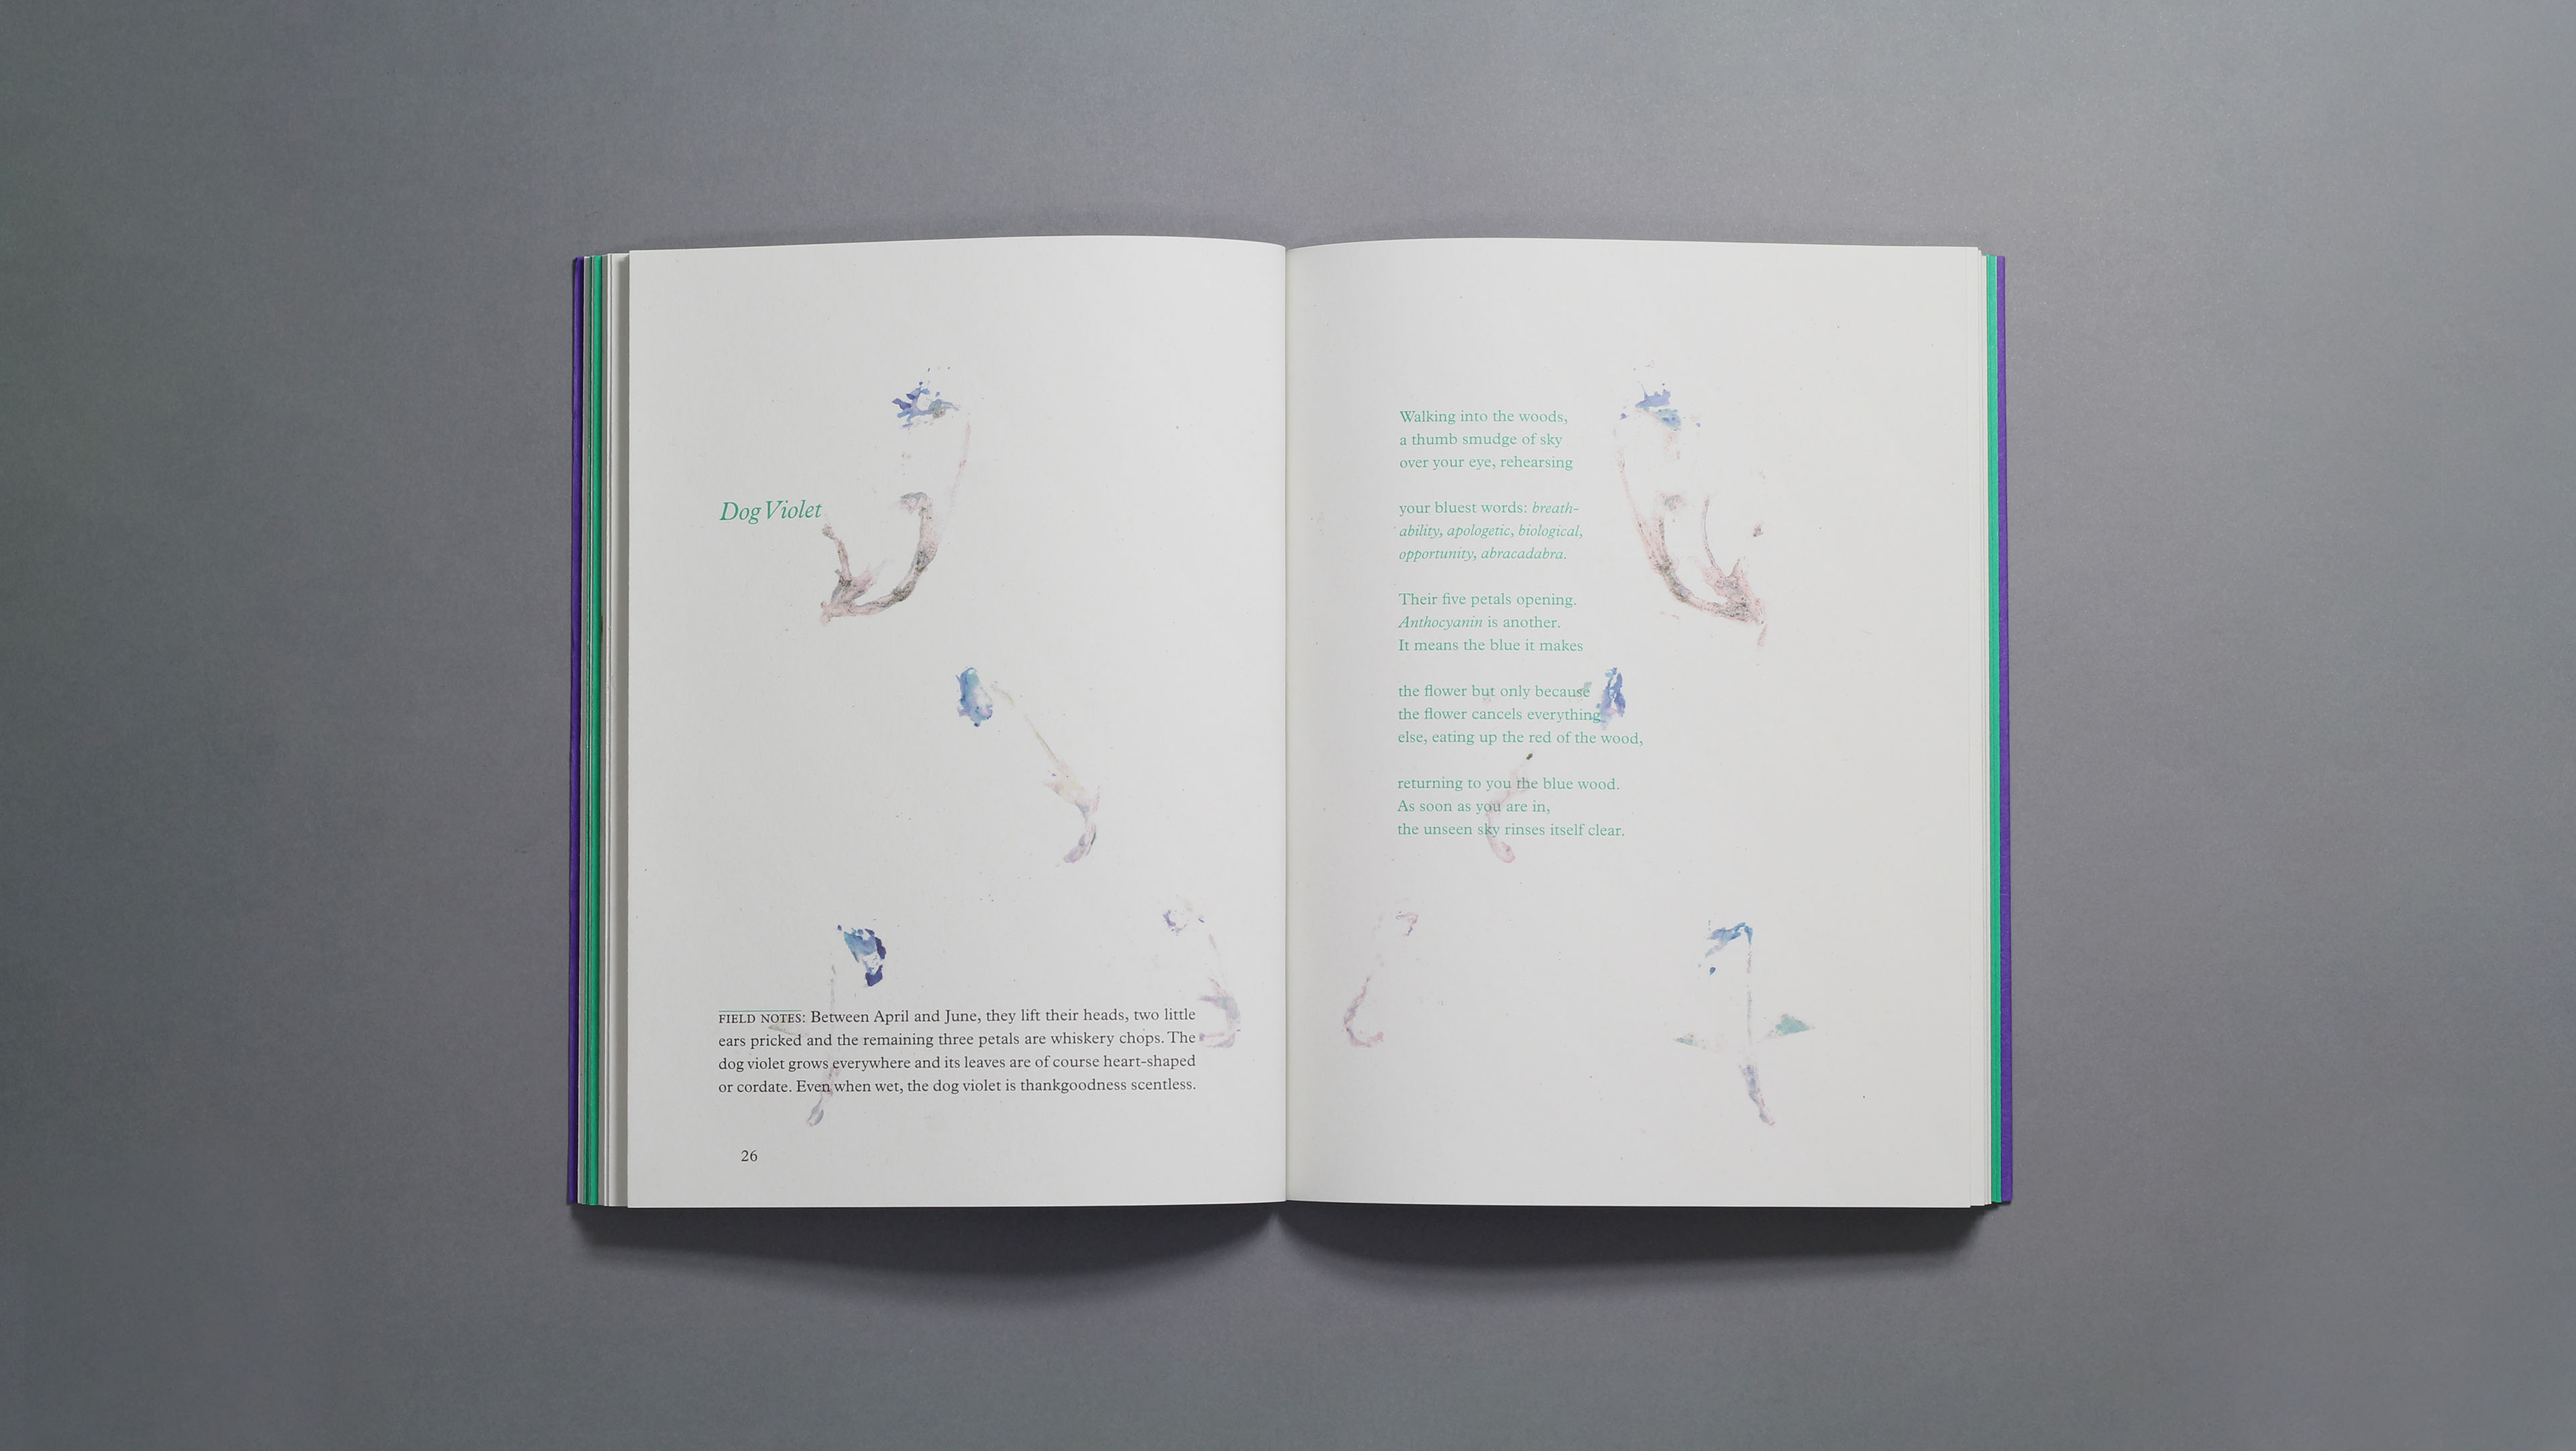 Dog Violet
FIELD NOTES: Between April and June, they lift their heads, two little
ears pricked and the remaining three petals are whiskery chops. The
dog violet grows everywhere and its leaves are of course heart-shaped
or cordate. Even when wet, the dog violet is thankgoodness scentless.
26
Walking into the woods,
a thumb smudge of sky
over your eye, rehearsing
your bluest words: breath-
ability, apologetic, biological,
opportunity, abracadabra.
Their five petals opening.
Anthocyanin is another.
It means the blue it makes
the flower but only because
the flower cancels everything
else, eating up the red of the wood,
returning to you the blue wood.
As soon as you are in,
the unseen sky rinses itself clear.